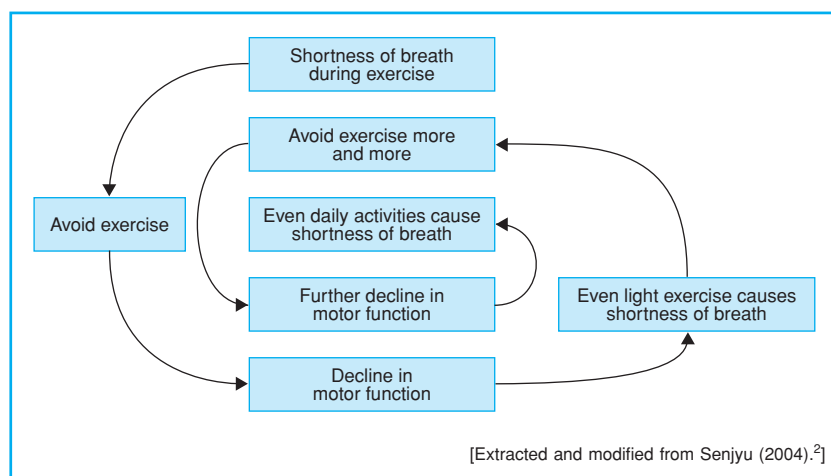 Shortness of breath
during exercise
Avoid exercise more
and more
Avoid exercise
Even daily activities cause
shortness of breath
Further decline in
motor function
Even light exercise causes
shortness of breath
Decline in
motor function
[Extracted and modified from Senjyu (2004).²]